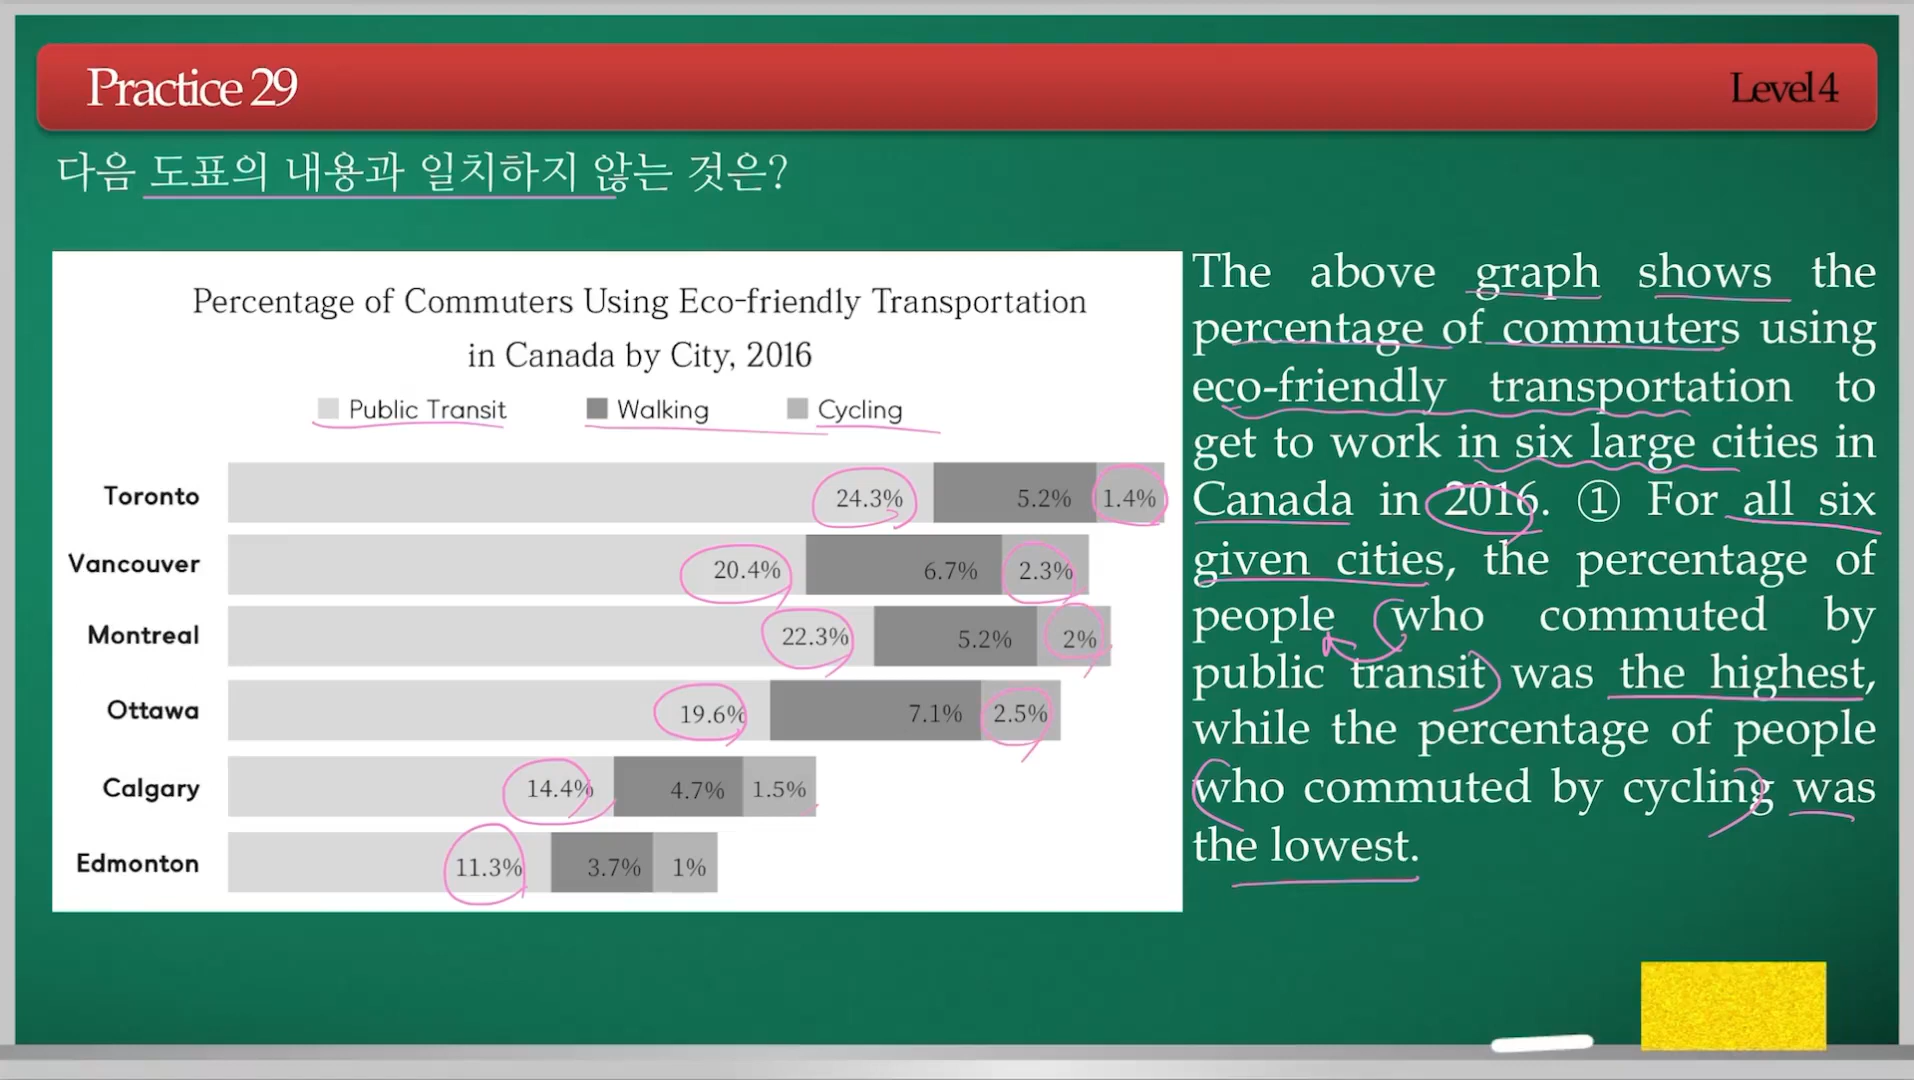 Practice 29
Level 4
다음 도표의 내용과 일치하지 않는 것은?
Percentage of Commuters Using Eco-friendly Transportation
in Canada by City, 2016
Public Transit Walking Cycling
Toronto 24.3% 5.2% 1.4%
Vancouver 20.4% 6.7% 2.3%
Montreal 22.3% 5.2% 2%
Ottawa 19.6% 7.1% 2.5%
Calgary 14.4% 4.7% 1.5%
Edmonton 11.3% 3.7% 1%
The above graph shows the
percentage of commuters using
eco-friendly transportation to
get to work in six large cities in
Canada in 2016. ① For all six
given cities, the percentage of
people who commuted by
public transit was the highest,
while the percentage of people
who commuted by cycling was
the lowest.